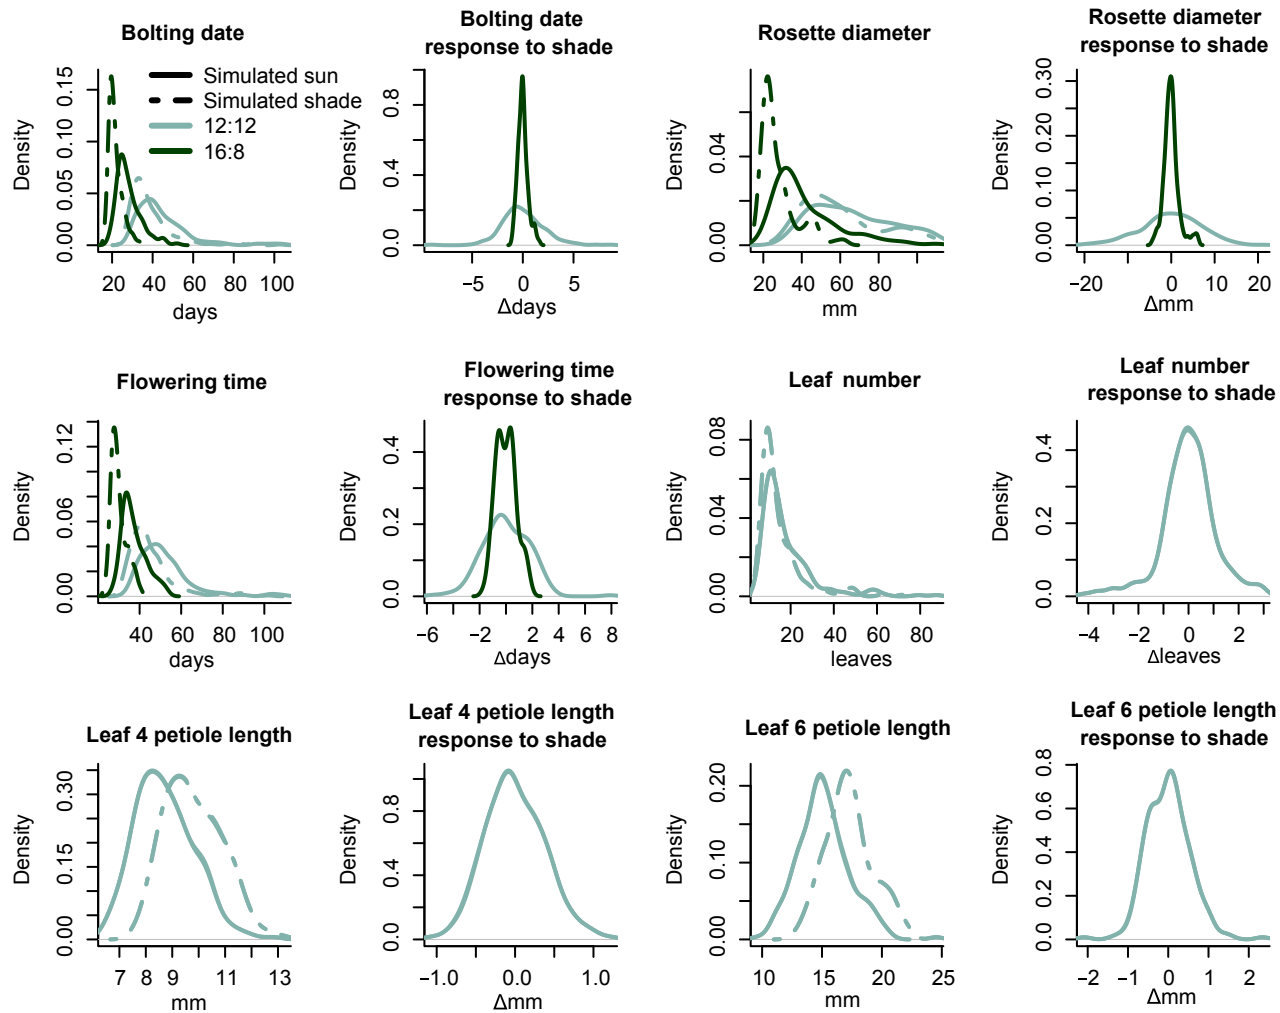 Bolting date
Density
0.00 0.05 0.10 0.15
20 40 60 80 100
days
Simulated sun
Simulated shade
12:12
16:8
Bolting date
response to shade
Density
0.0 0.4 0.8
−5 0 5
Δdays
Rosette diameter
Density
0.00 0.04
20 40 60 80
mm
Rosette diameter
response to shade
Density
0.00 0.10 0.20 0.30
−20 0 10 20
Δmm
Flowering time
Density
0.00 0.06 0.12
40 60 80 100
days
Flowering time
response to shade
Density
0.0 0.2 0.4
−6 −2 0 2 4 6 8
Δdays
Leaf number
Density
0.00 0.04 0.08
20 40 60 80
leaves
Leaf number
response to shade
Density
0.0 0.2 0.4
−4 −2 0 2
Δleaves
Leaf 4 petiole length
Density
0.00 0.15 0.30
7 8 9 11 13
mm
Leaf 4 petiole length
response to shade
Density
0.0 0.4 0.8
−1.0 0.0 1.0
Δmm
Leaf 6 petiole length
Density
0.00 0.10 0.20
10 15 20 25
mm
Leaf 6 petiole length
response to shade
Density
0.0 0.2 0.4 0.6 0.8
−2 −1 0 1 2
Δmm